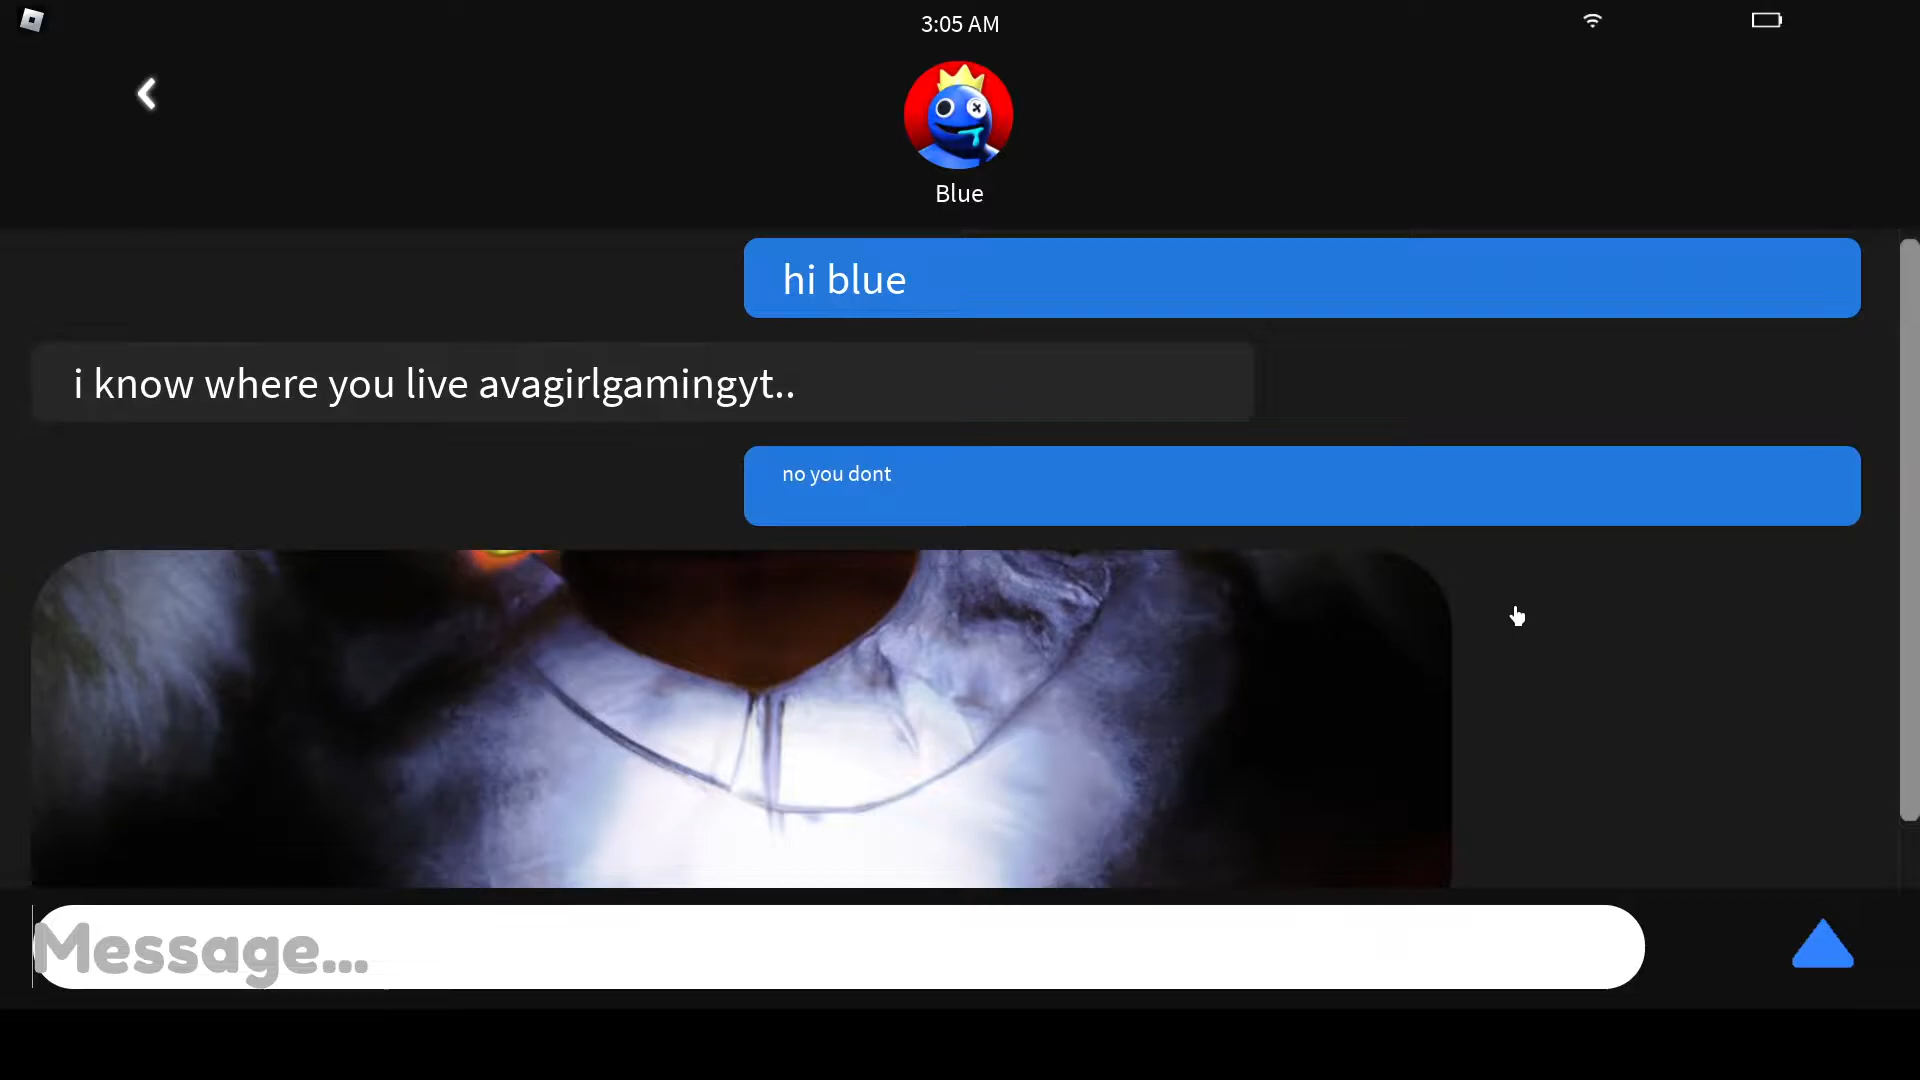 3:05 AM
Blue
hi blue
i know where you live avagirlgamingyt..
no you dont
Message...